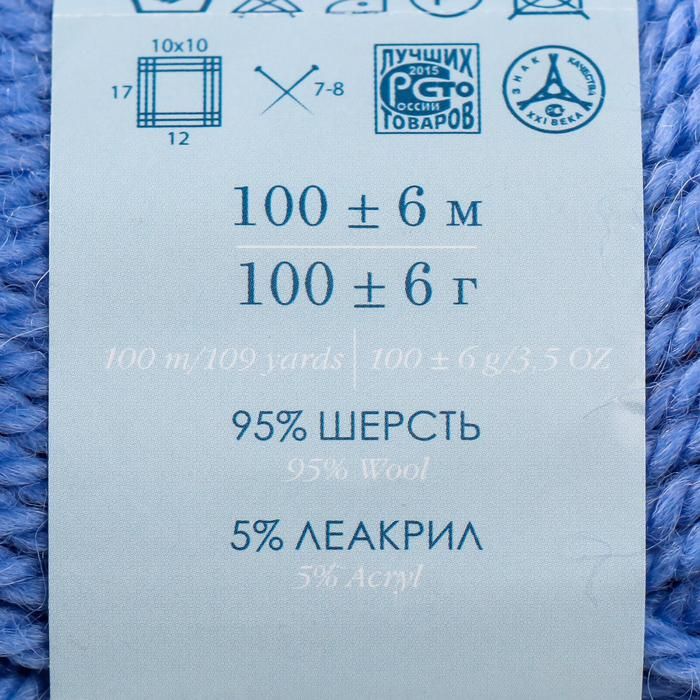 10x10
17
12
7-8
ЛУЧШИХ
2015
РОССИИ СТО
ТОВАРОВ
ЗНАК КАЧЕСТВА
XXI ВЕКА
100 ± 6 м
100 ± 6 г
100 m/109 yards | 100 ± 6 g/3,5 OZ
95% ШЕРСТЬ
95% Wool
5% ЛЕАКРИЛ
5% Acryl